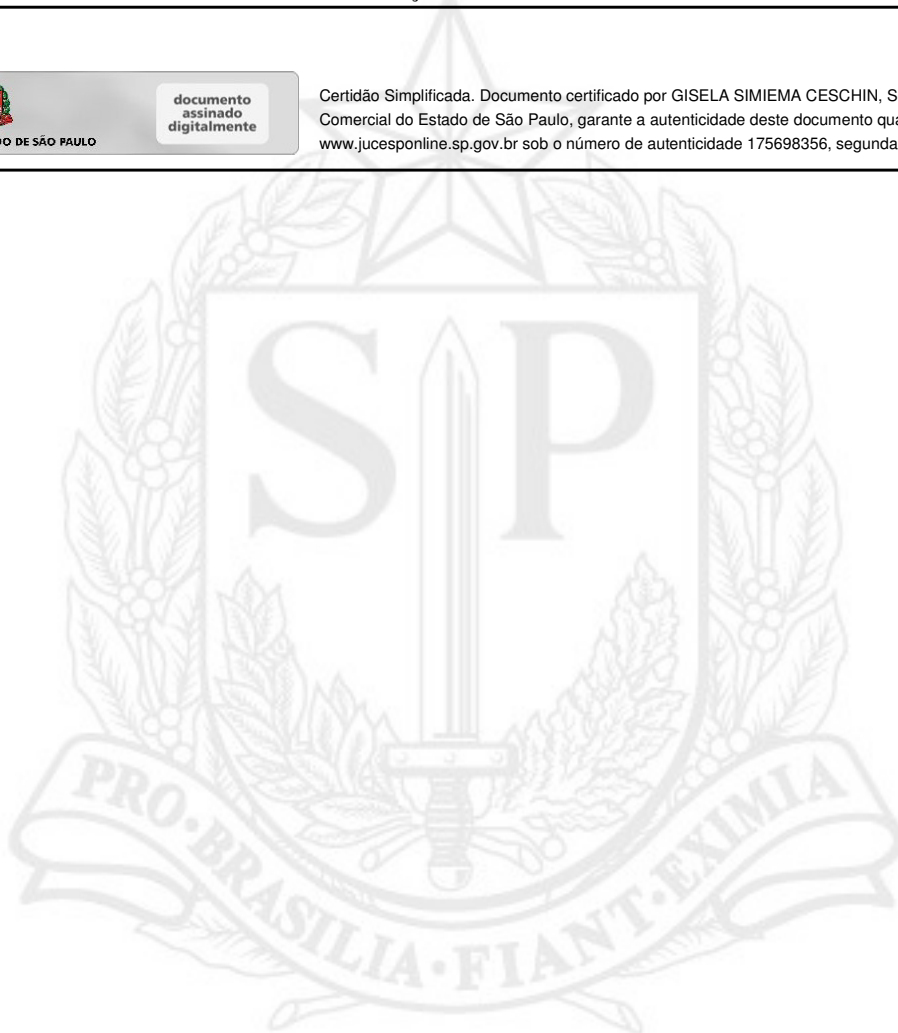 documento
assinado
digitalmente
DO DE SÃO PAULO
Certidão Simplificada. Documento certificado por GISELA SIMIEMA CESCHIN, S
Comercial do Estado de São Paulo, garante a autenticidade deste documento qua
www.jucesponline.sp.gov.br sob o número de autenticidade 175698356, segunda
S P
PRO·BRASILIA·FIANT·EXIMIA